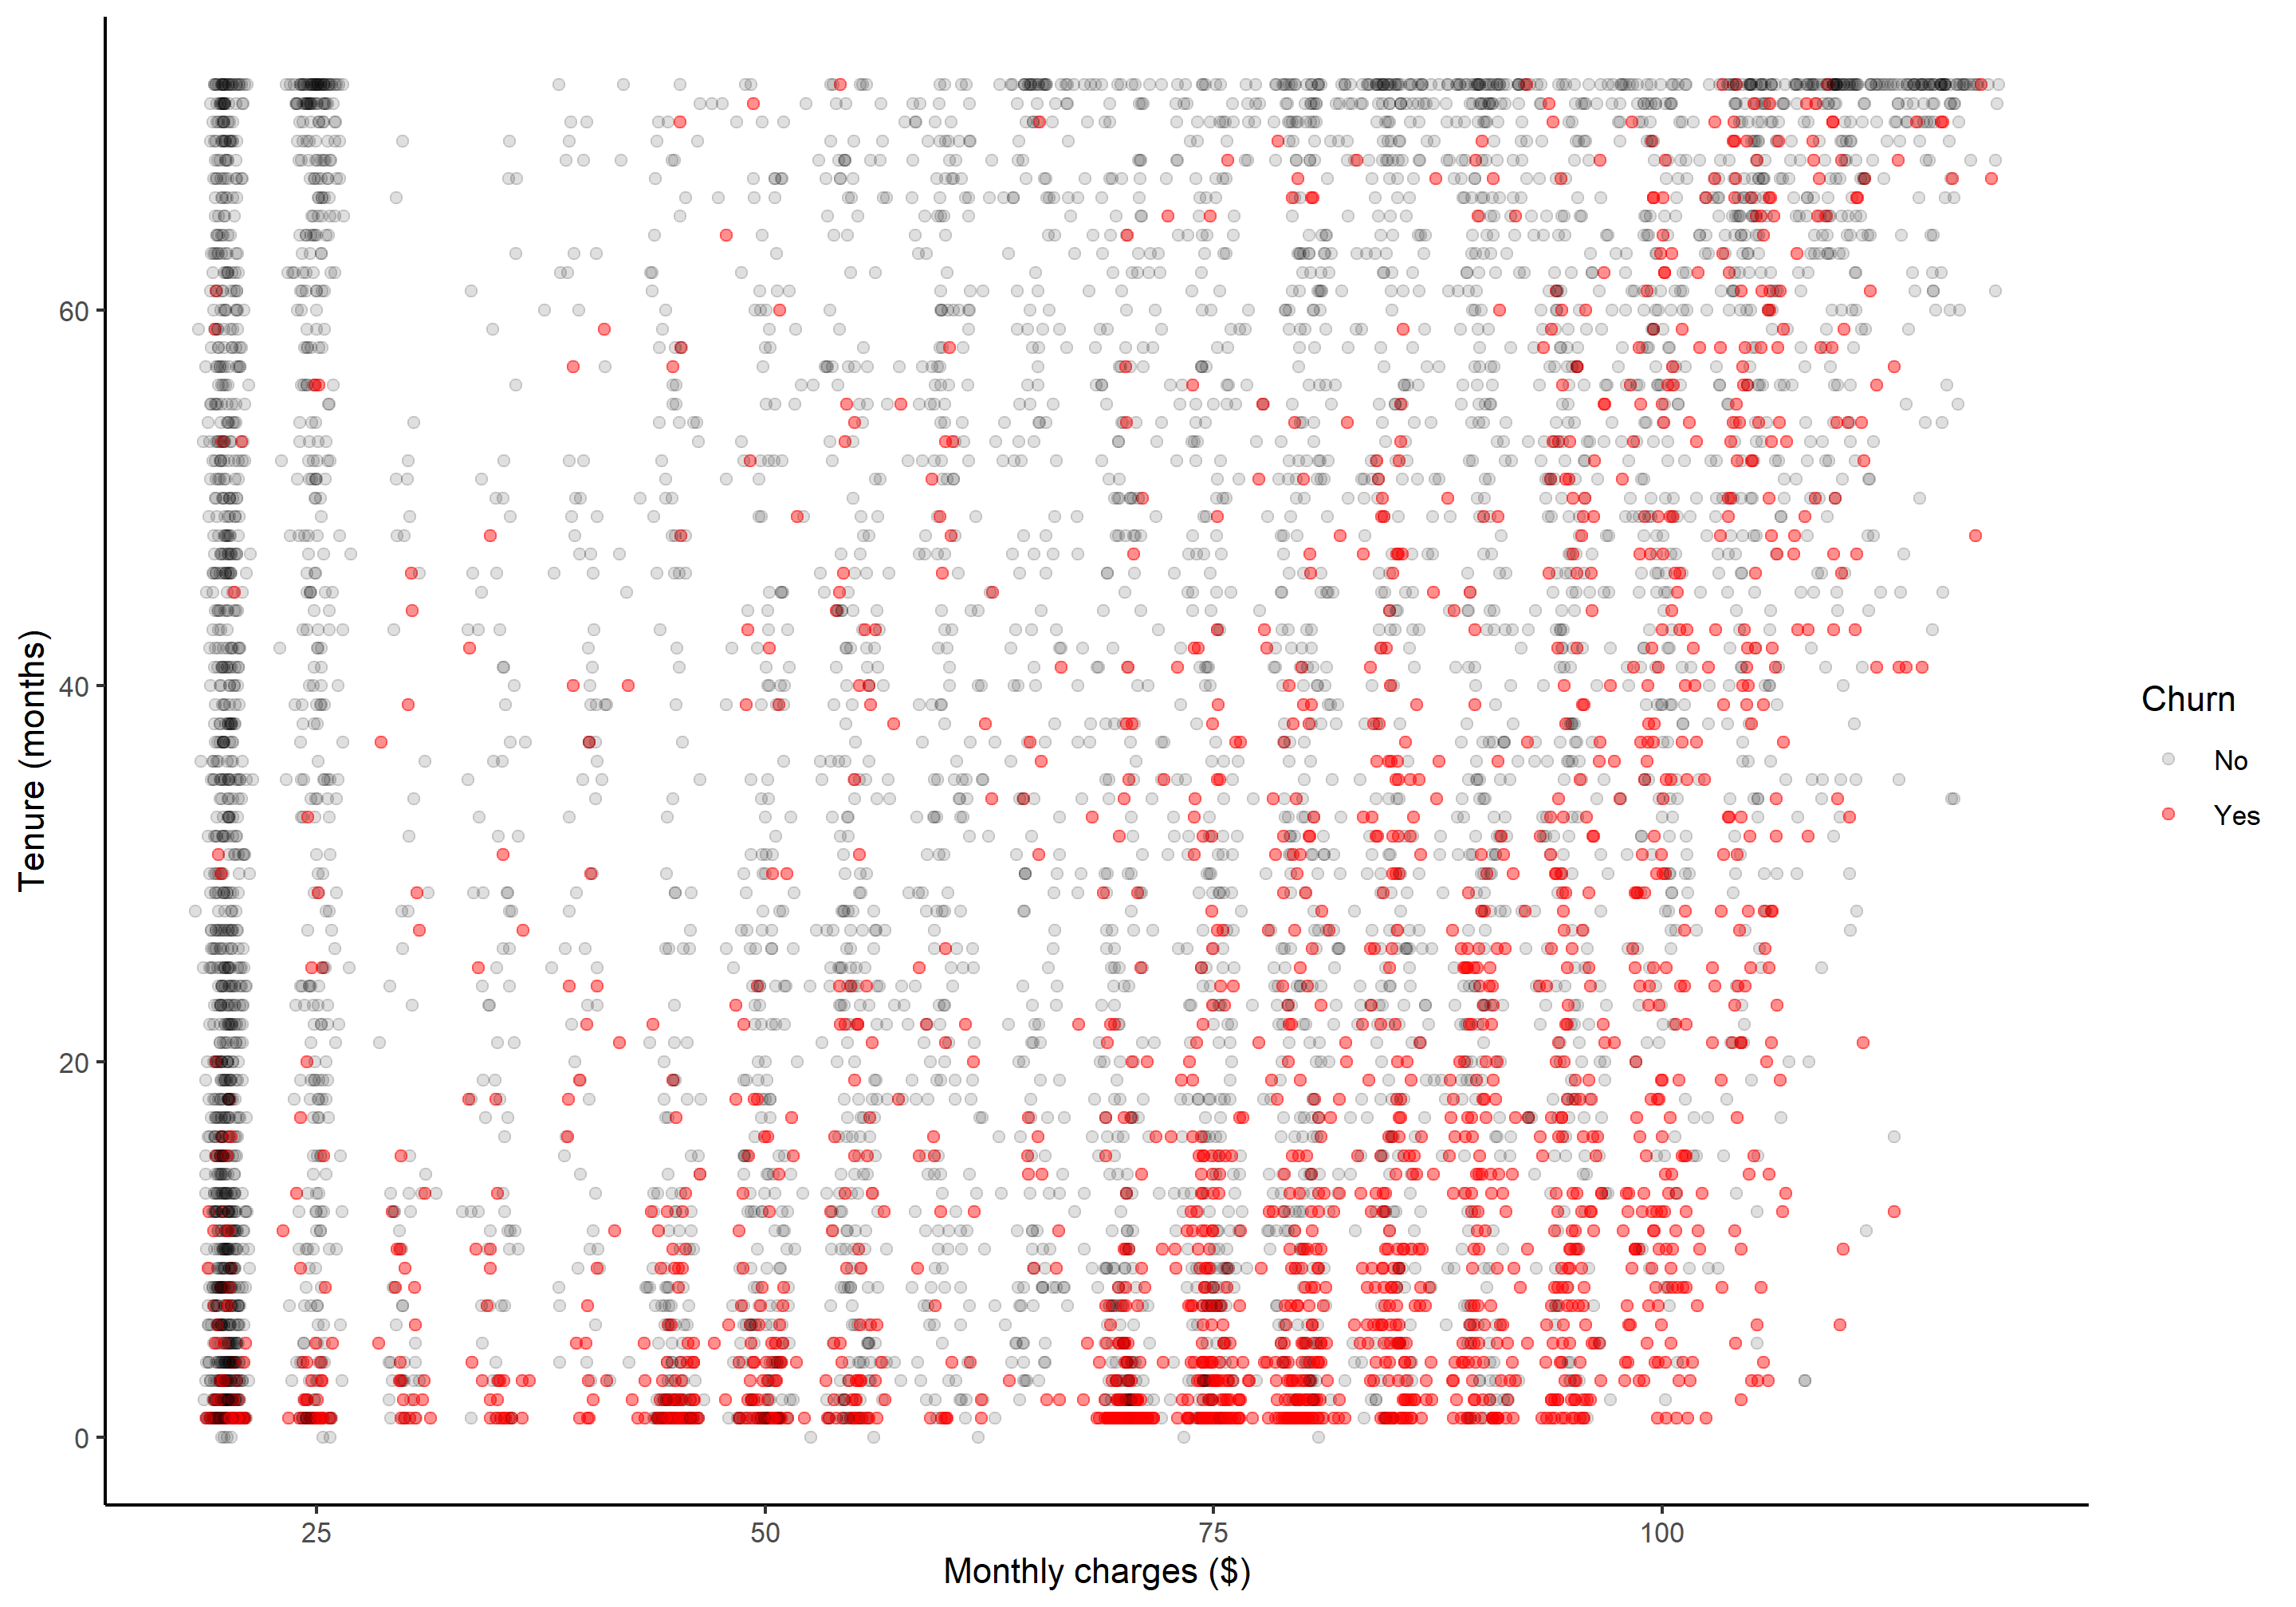 Tenure (months)
60
40
20
0
25 50 75 100
Monthly charges ($)
Churn
No
Yes